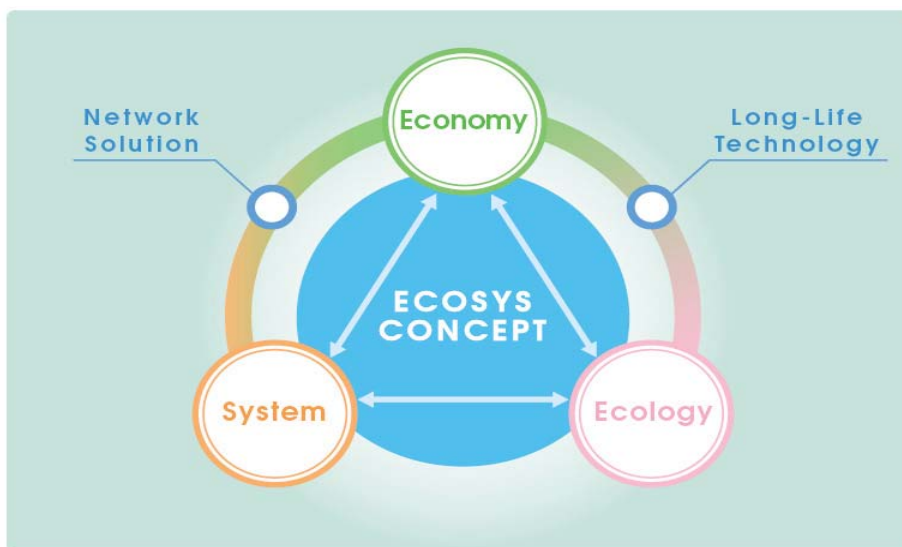 Economy
Network
Solution
Long-Life
Technology
ECOSYS
CONCEPT
System
Ecology